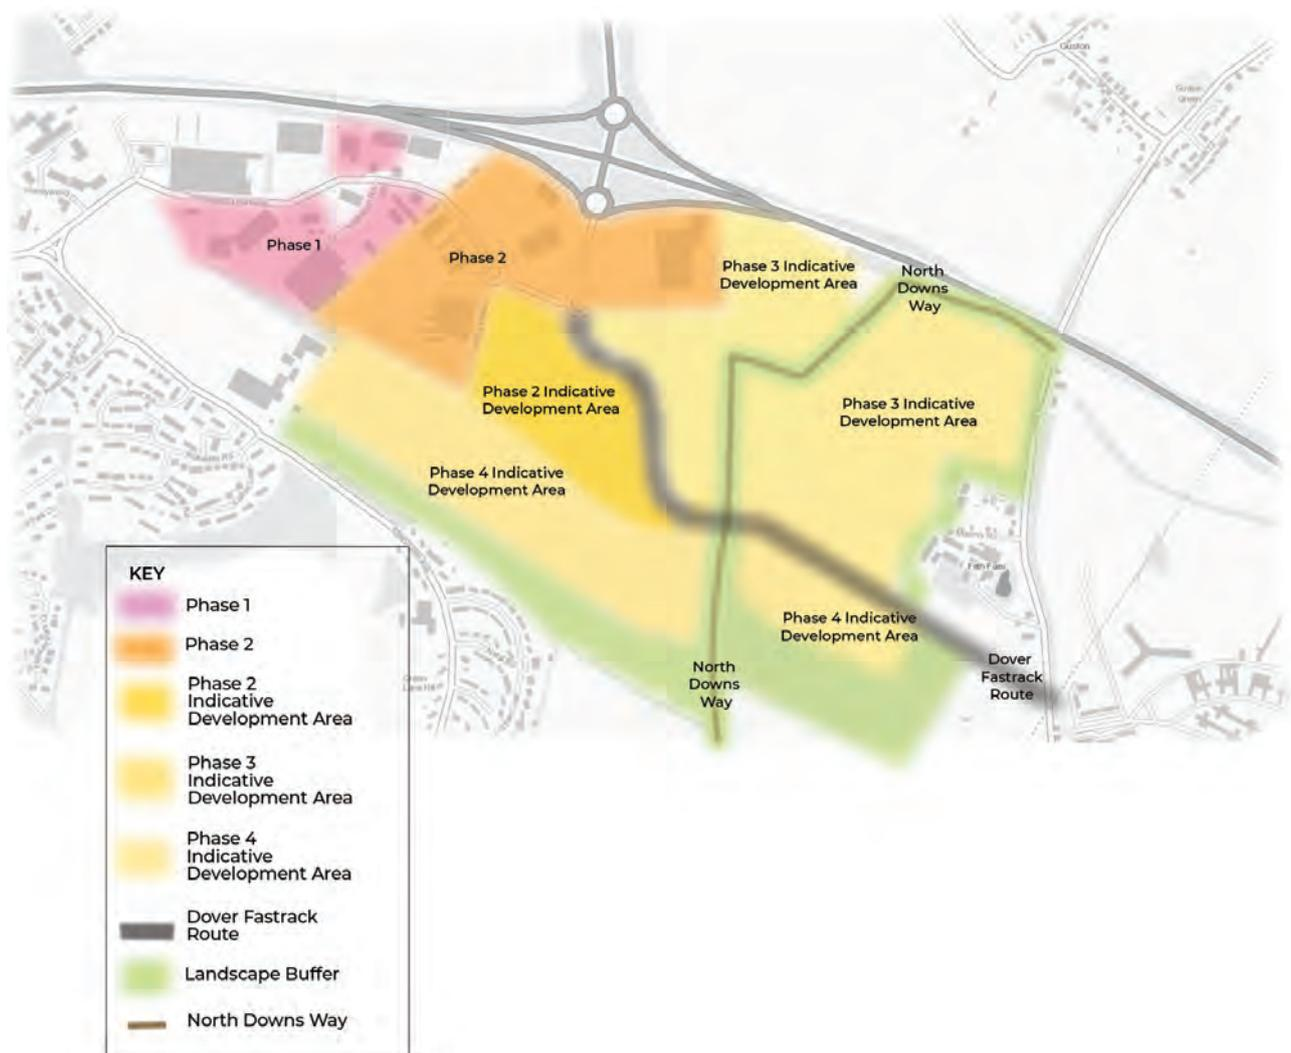 Guston
Phase 1
Phase 2
Phase 3 Indicative
Development Area
North
Downs
Way
Phase 2 Indicative
Development Area
Phase 3 Indicative
Development Area
Phase 4 Indicative
Development Area
Phase 4 Indicative
Development Area
North
Downs
Way
Dover
Fastrack
Route
KEY
Phase 1
Phase 2
Phase 2
Indicative
Development Area
Phase 3
Indicative
Development Area
Phase 4
Indicative
Development Area
Dover Fastrack
Route
Landscape Buffer
North Downs Way